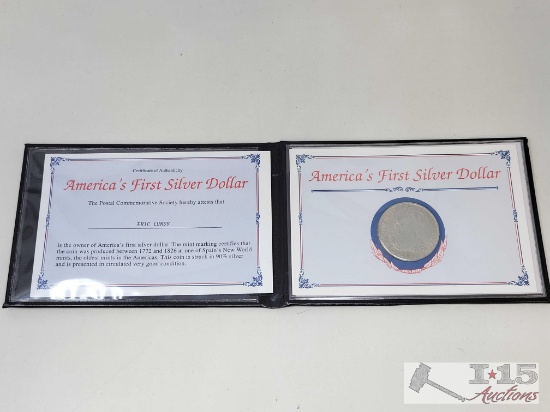 Certificate of Authenticity
America's First Silver Dollar
The Postal Commemorative Society hereby attests that
ERIC
is the owner of America's first silver dollar. The mint marking certifies that
the coin was produced between 1772 and 1826 at one of Spain's New World
mints, the oldest mints in the Americas. This coin is struck in 90% silver
and is presented in circulated very good condition.
America's First Silver Dollar
I★15
Auctions